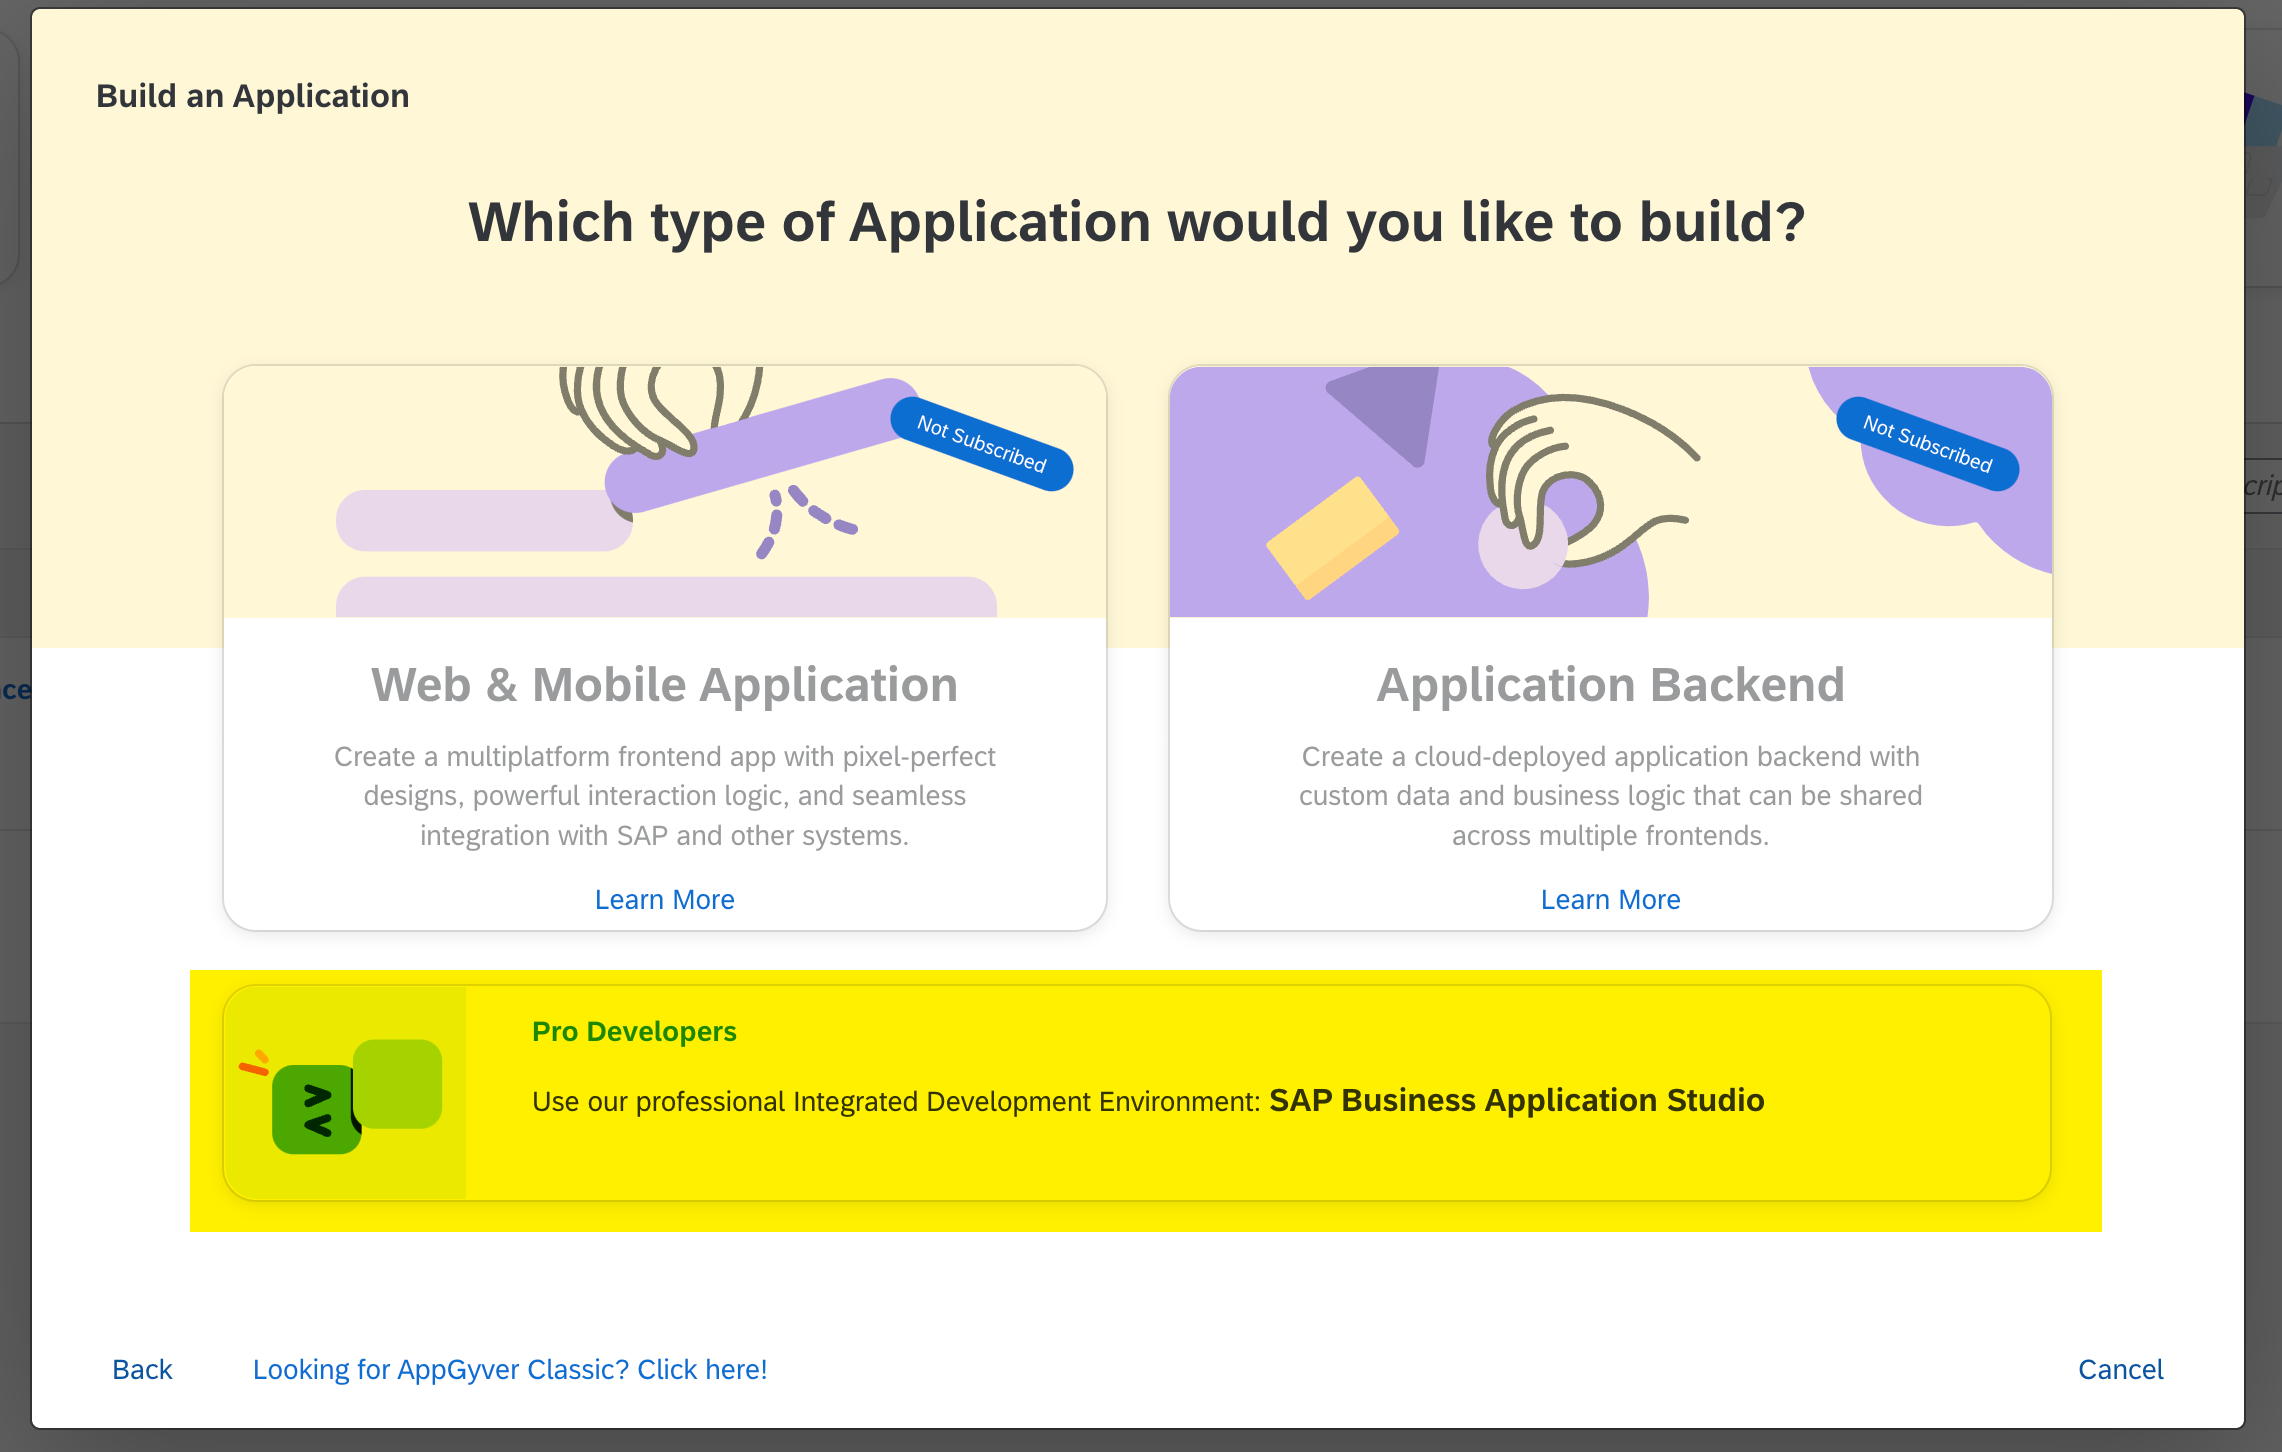 Build an Application
Which type of Application would you like to build?
Not Subscribed
Web & Mobile Application
Create a multiplatform frontend app with pixel-perfect
designs, powerful interaction logic, and seamless
integration with SAP and other systems.
Learn More
Not Subscribed
Application Backend
Create a cloud-deployed application backend with
custom data and business logic that can be shared
across multiple frontends.
Learn More
Pro Developers
Use our professional Integrated Development Environment: SAP Business Application Studio
Back
Looking for AppGyver Classic? Click here!
Cancel